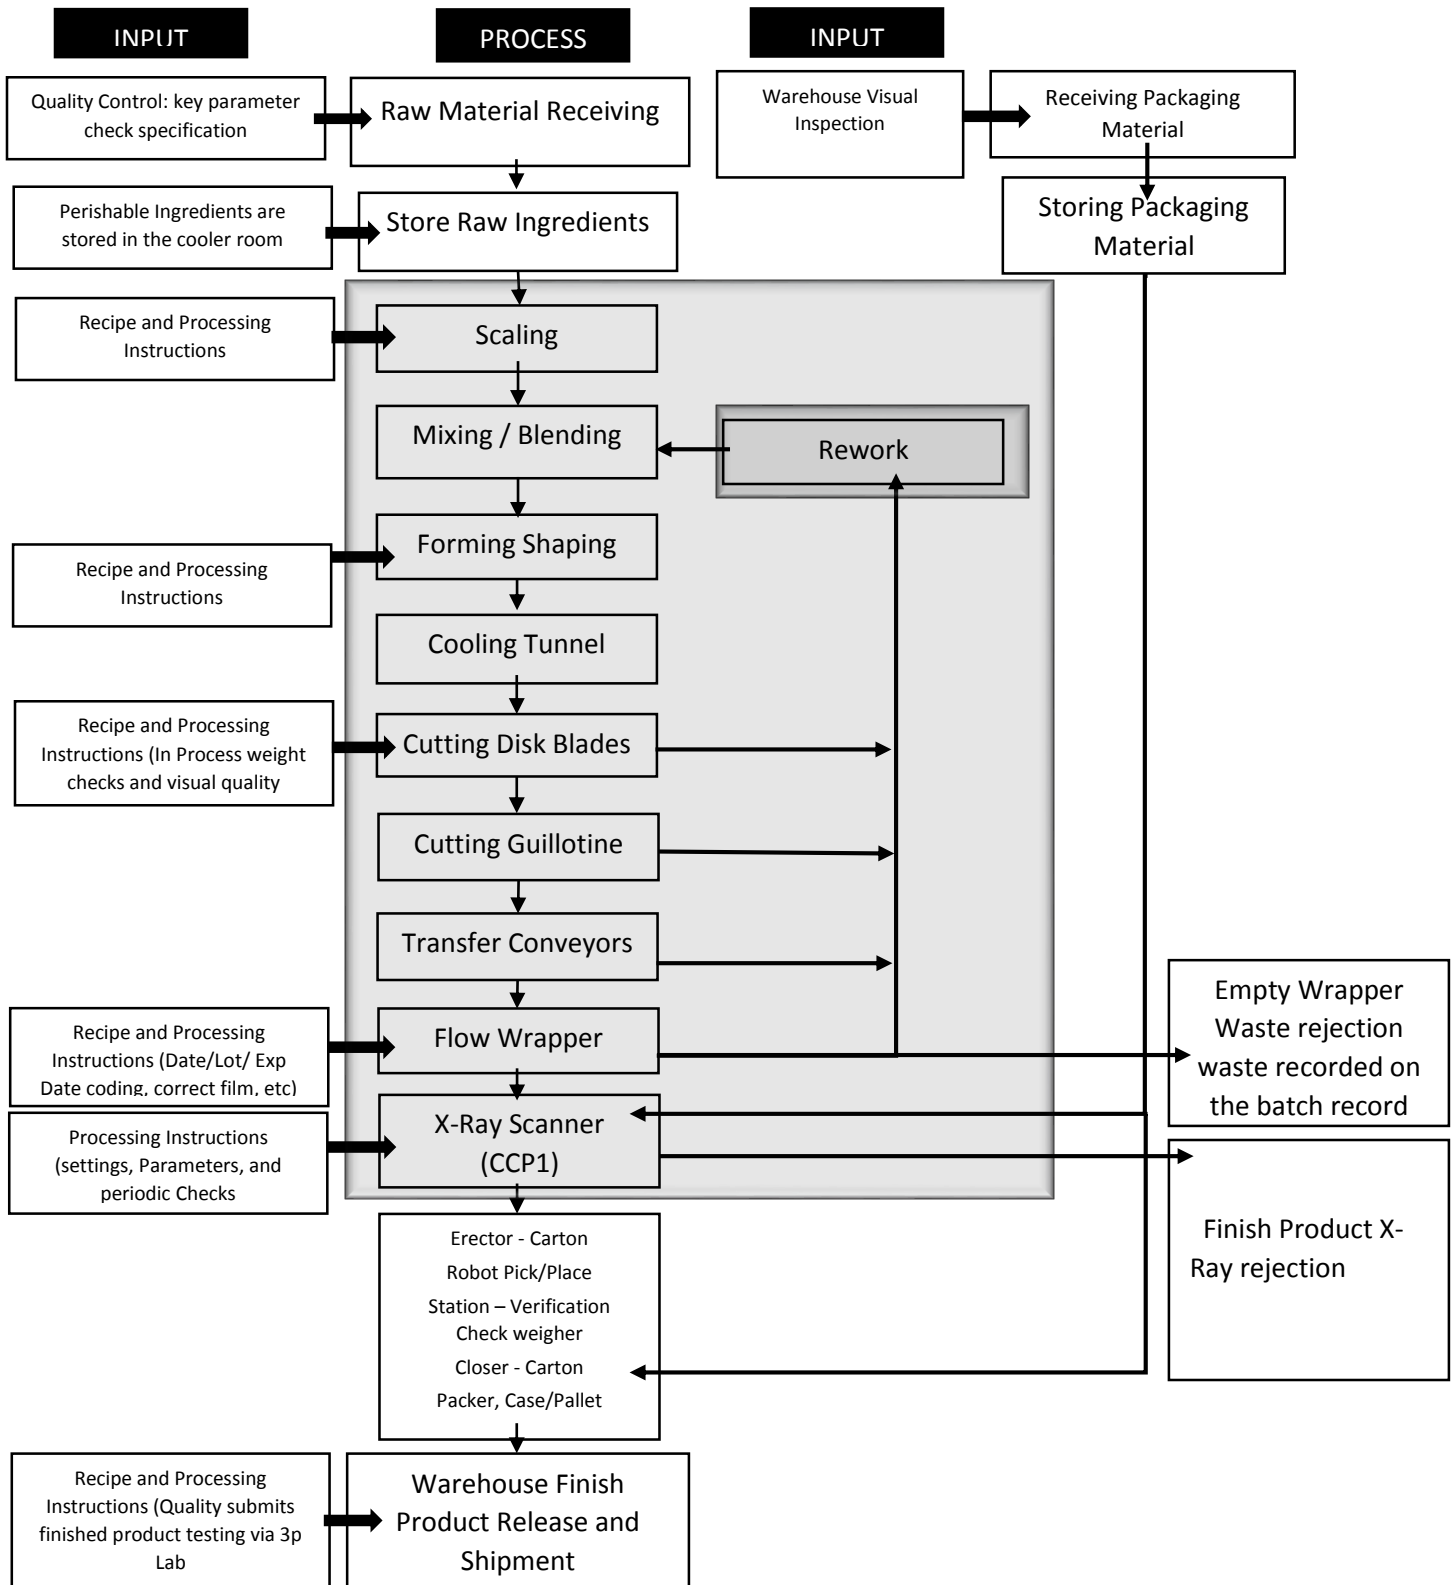 INPUT
PROCESS
INPUT
Quality Control: key parameter
check specification
Raw Material Receiving
Warehouse Visual
Inspection
Receiving Packaging
Material
Perishable Ingredients are
stored in the cooler room
Store Raw Ingredients
Storing Packaging
Material
Recipe and Processing
Instructions
Scaling
Mixing / Blending
Rework
Recipe and Processing
Instructions
Forming Shaping
Cooling Tunnel
Recipe and Processing
Instructions (In Process weight
checks and visual quality
Cutting Disk Blades
Cutting Guillotine
Transfer Conveyors
Recipe and Processing
Instructions (Date/Lot/ Exp
Date coding, correct film, etc)
Flow Wrapper
Empty Wrapper
Waste rejection
waste recorded on
the batch record
Processing Instructions
(settings, Parameters, and
periodic Checks
X-Ray Scanner
(CCP1)
Finish Product X-
Ray rejection
Erector - Carton
Robot Pick/Place
Station – Verification
Check weigher
Closer - Carton
Packer, Case/Pallet
Recipe and Processing
Instructions (Quality submits
finished product testing via 3p
Lab
Warehouse Finish
Product Release and
Shipment